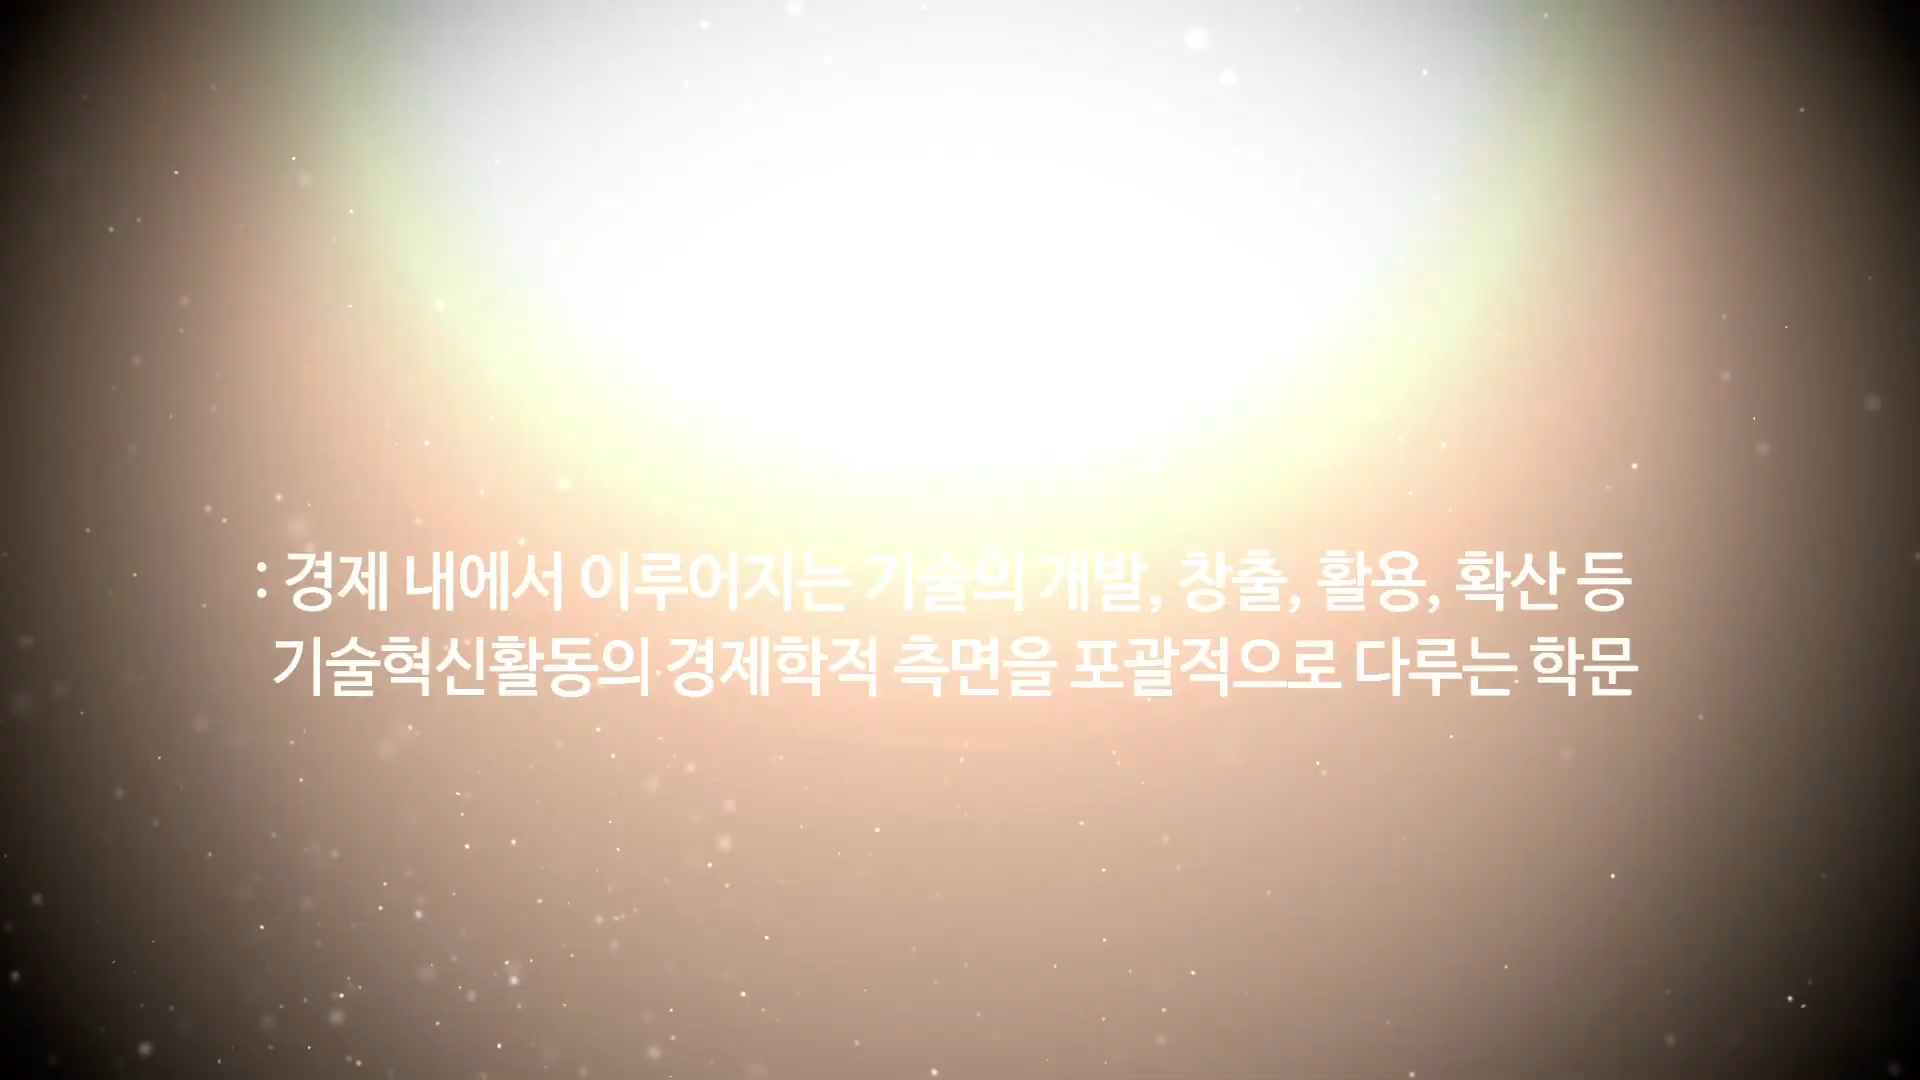 : 경제 내에서 이루어지는 기술의 개발, 창출, 활용, 확산 등
기술혁신활동의 경제학적 측면을 포괄적으로 다루는 학문